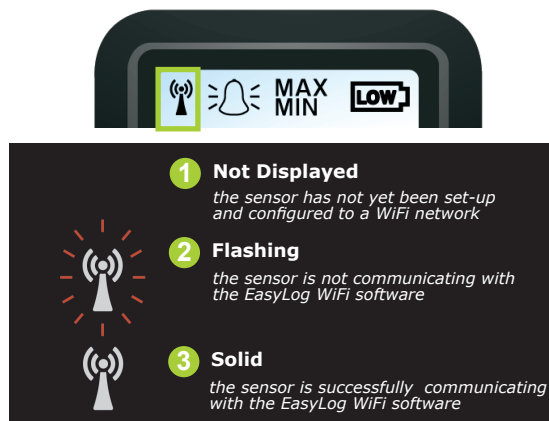 MAX
MIN
LOW
1 Not Displayed
the sensor has not yet been set-up
and configured to a WiFi network
2 Flashing
the sensor is not communicating with
the EasyLog WiFi software
3 Solid
the sensor is successfully communicating
with the EasyLog WiFi software